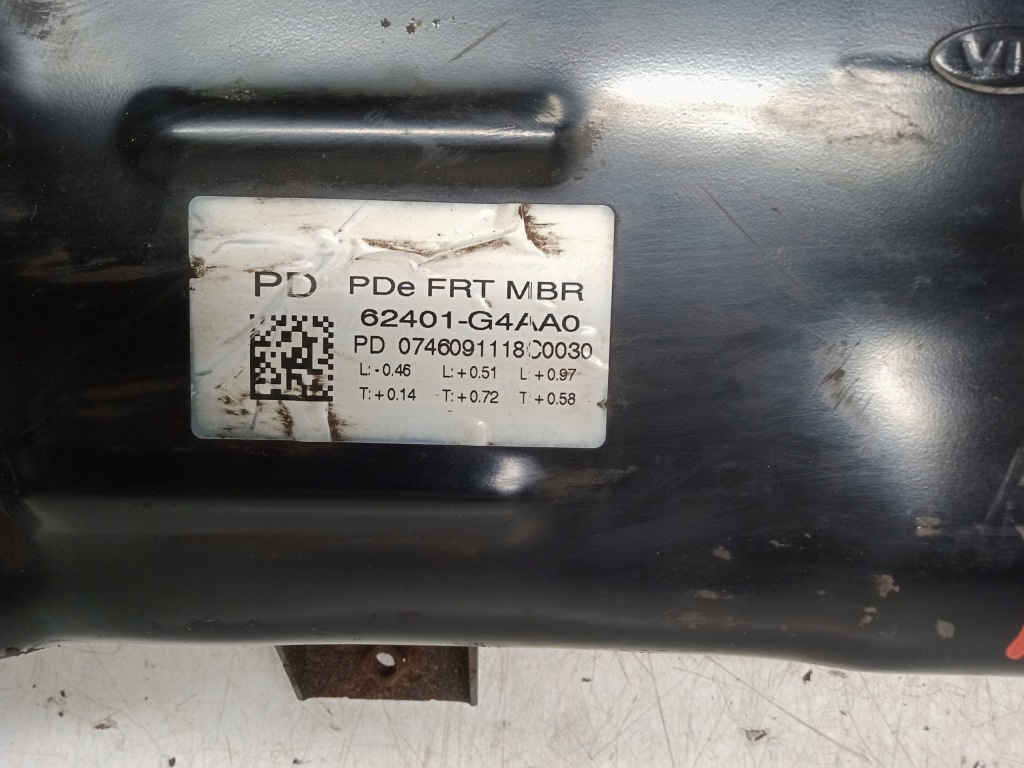 PD PDe FRT MBR
62401-G4AA0
PD 0746091118C0030
L:-0.46 L:+0.51 L:+0.97
T:+0.14 T:+0.72 T:+0.58